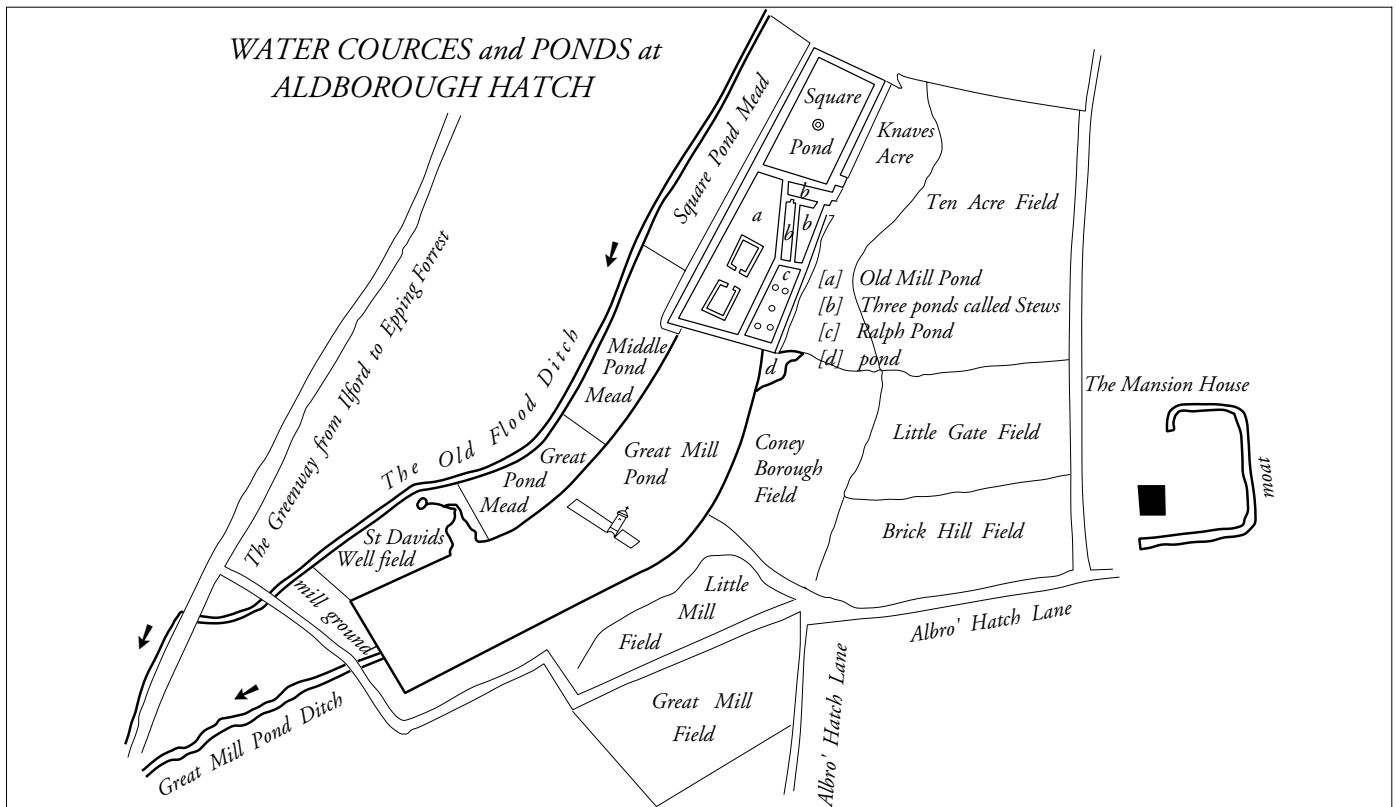 WATER COURCES and PONDS at
ALDBOROUGH HATCH
Square Pond Mead
Square
Pond
Knaves
Acre
Ten Acre Field
b
a
b
b
c
[a] Old Mill Pond
[b] Three ponds called Stews
[c] Ralph Pond
[d] pond
d
The Greenway from Ilford to Epping Forrest
The Old Flood Ditch
Middle
Pond
Mead
Great
Pond
Mead
Great Mill
Pond
Coney
Borough
Field
Little Gate Field
The Mansion House
moat
Brick Hill Field
St Davids
Well field
mill ground
Little
Mill
Field
Albro' Hatch Lane
Great Mill
Field
Albro' Hatch Lane
Great Mill Pond Ditch